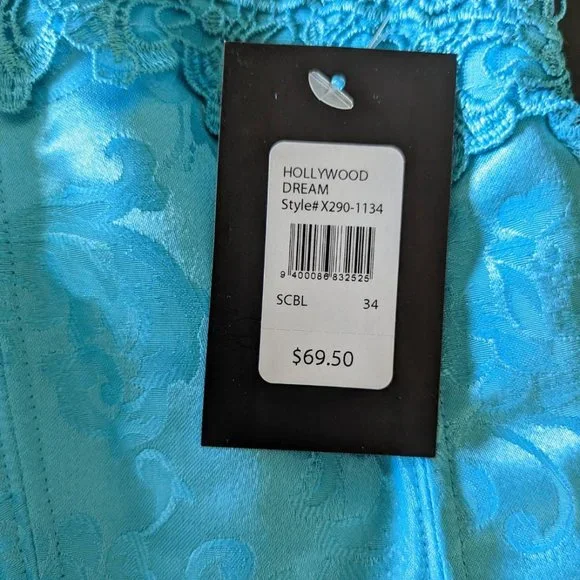 HOLLYWOOD
DREAM
Style# X290-1134
9 400086 832525
SCBL 34
$69.50